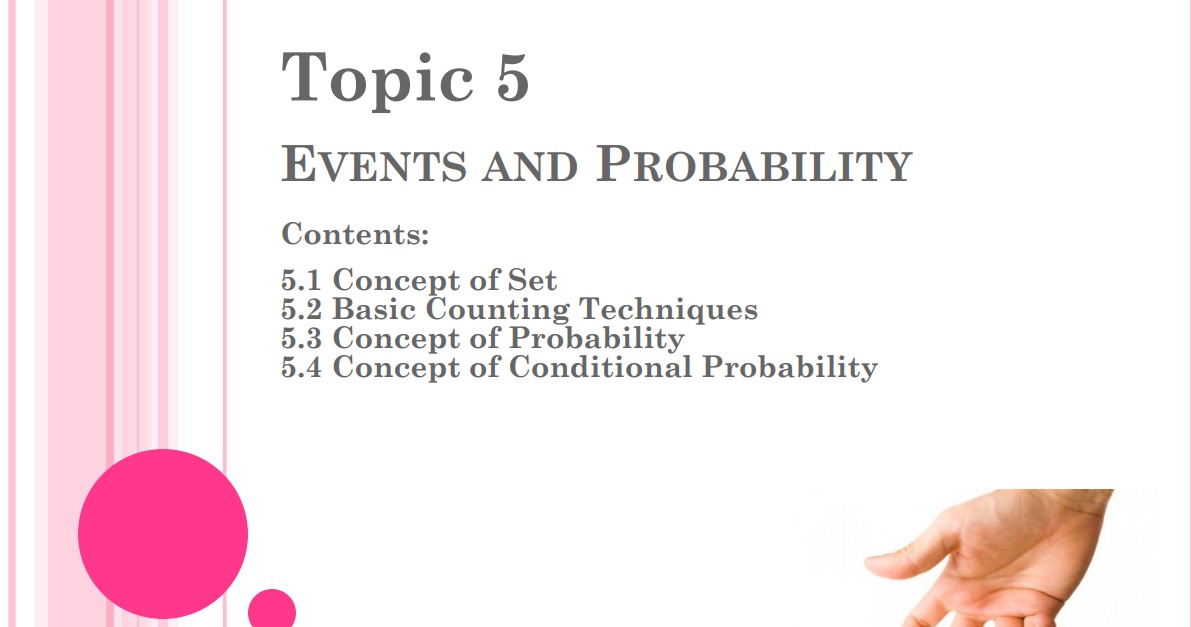 Topic 5
Events and Probability
Contents:
5.1 Concept of Set
5.2 Basic Counting Techniques
5.3 Concept of Probability
5.4 Concept of Conditional Probability